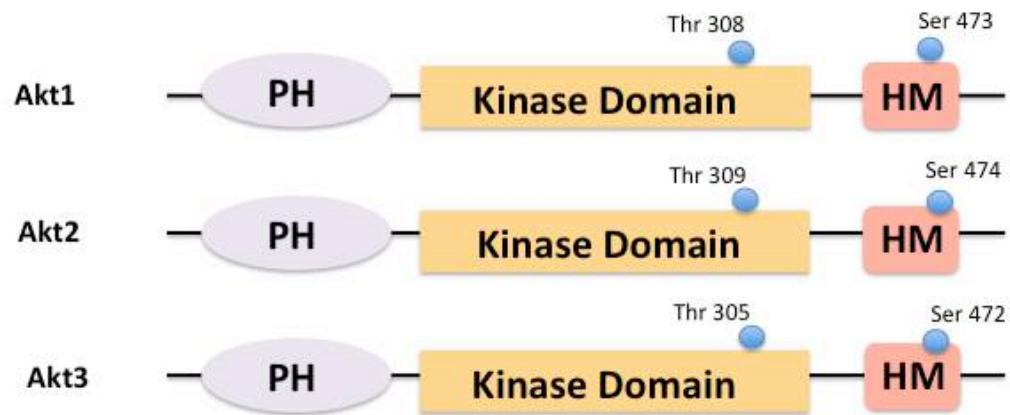 Thr 308 Ser 473
Akt1 PH Kinase Domain HM
Thr 309 Ser 474
Akt2 PH Kinase Domain HM
Thr 305 Ser 472
Akt3 PH Kinase Domain HM